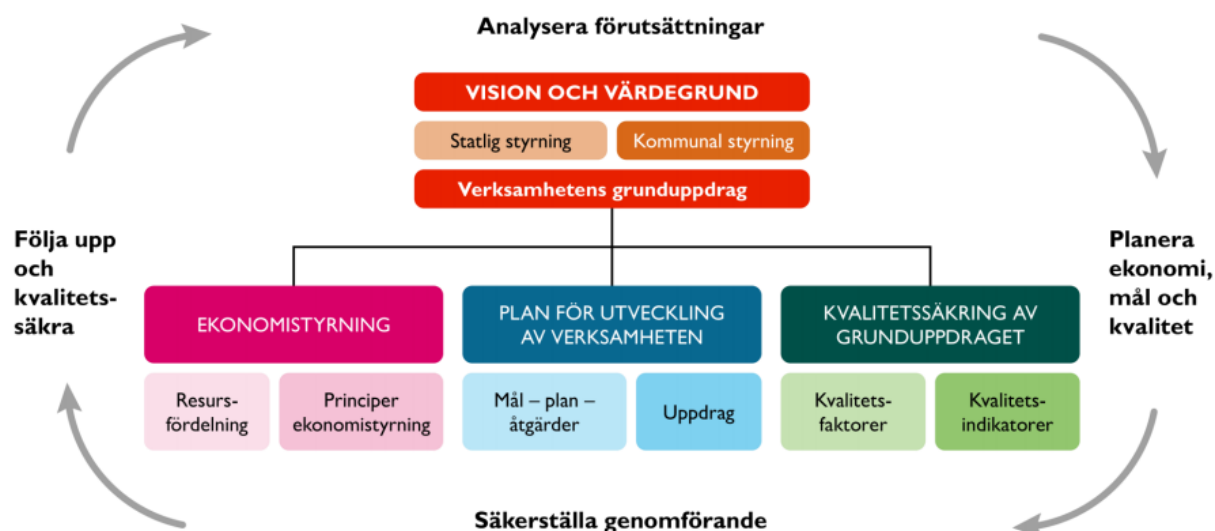 Analysera förutsättningar
VISION OCH VÄRDEGRUND
Statlig styrning
Kommunal styrning
Verksamhetens grunduppdrag
Följa upp
och
kvalitets-
säkra
Planera
ekonomi,
mål och
kvalitet
EKONOMISTYRNING
PLAN FÖR UTVECKLING
AV VERKSAMHETEN
KVALITETSSÄKRING AV
GRUNDUPPDRAGET
Resurs-
fördelning
Principer
ekonomistyrning
Mål – plan –
åtgärder
Uppdrag
Kvalitets-
faktorer
Kvalitets-
indikatorer
Säkerställa genomförande